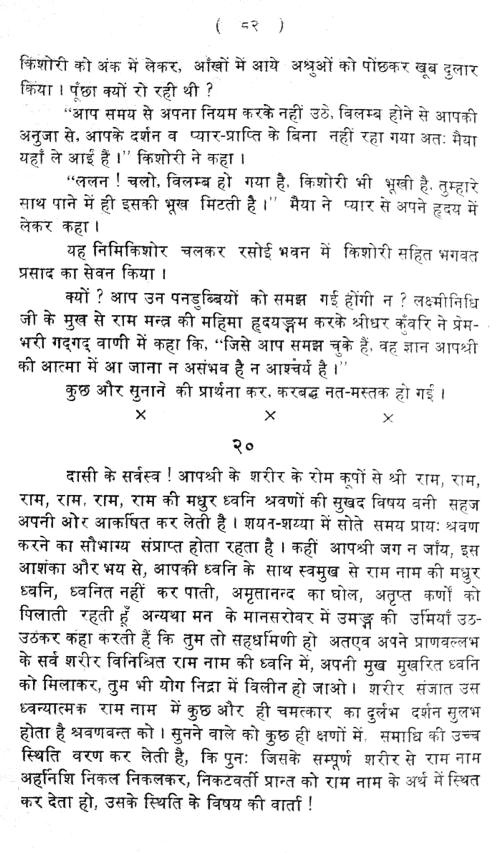 ( ८२ )
किशोरी को अंक में लेकर, आँखों में आये अश्रुओं को पोंछकर खूब दुलार
किया । पूँछा क्यों रो रही थी ?
“आप समय से अपना नियम करके नहीं उठे, विलम्ब होने से आपकी
अनुजा से, आपके दर्शन व प्यार-प्राप्ति के बिना नहीं रहा गया अतः मैया
यहाँ ले आई हैं ।” किशोरी ने कहा ।
“ललन ! चलो, विलम्ब हो गया है, किशोरी भी भूखी है, तुम्हारे
साथ पाने में ही इसकी भूख मिटती है ।” मैया ने प्यार से अपने हृदय में
लेकर कहा ।
यह निमिकिशोर चलकर रसोई भवन में किशोरी सहित भगवत
प्रसाद का सेवन किया ।
क्यों ? आप उन पनडुब्बियों को समझ गई होंगी न ? लक्ष्मीनिधि
जी के मुख से राम मन्त्र की महिमा हृदयङ्गम करके श्रीधर कुँवरि ने प्रेम-
भरी गद्गद् वाणी में कहा कि, “जिसे आप समझ चुके हैं, वह ज्ञान आपश्री
की आत्मा में आ जाना न असंभव है न आश्चर्य है ।”
कुछ और सुनाने की प्रार्थना कर, करबद्ध नत-मस्तक हो गई ।
× × ×
२०
दासी के सर्वस्व ! आपश्री के शरीर के रोम कूपों से श्री राम, राम,
राम, राम, राम, राम की मधुर ध्वनि श्रवणों की सुखद विषय बनी सहज
अपनी ओर आकर्षित कर लेती है । शयन-शय्या में सोते समय प्रायः श्रवण
करने का सौभाग्य संप्राप्त होता रहता है । कहीं आपश्री जग न जाँय, इस
आशंका और भय से, आपकी ध्वनि के साथ स्वमुख से राम नाम की मधुर
ध्वनि, ध्वनित नहीं कर पाती, अमृतानन्द का घोल, अतृप्त कर्णों को
पिलाती रहती हूँ अन्यथा मन के मानसरोवर में उमङ्ग की उर्मियाँ उठ-
उठकर कहा करती हैं कि तुम तो सहधर्मिणी हो अतएव अपने प्राणवल्लभ
के सर्व शरीर विनिश्रित राम नाम की ध्वनि में, अपनी मुख मुखरित ध्वनि
को मिलाकर, तुम भी योग निद्रा में विलीन हो जाओ । शरीर संजात उस
ध्वन्यात्मक राम नाम में कुछ और ही चमत्कार का दुर्लभ दर्शन सुलभ
होता है श्रवणवन्त को । सुनने वाले को कुछ ही क्षणों में, समाधि की उच्च
स्थिति वरण कर लेती है, कि पुनः जिसके सम्पूर्ण शरीर से राम नाम
अहर्निशि निकल निकलकर, निकटवर्ती प्रान्त को राम नाम के अर्थ में स्थित
कर देता हो, उसके स्थिति के विषय की वार्ता !